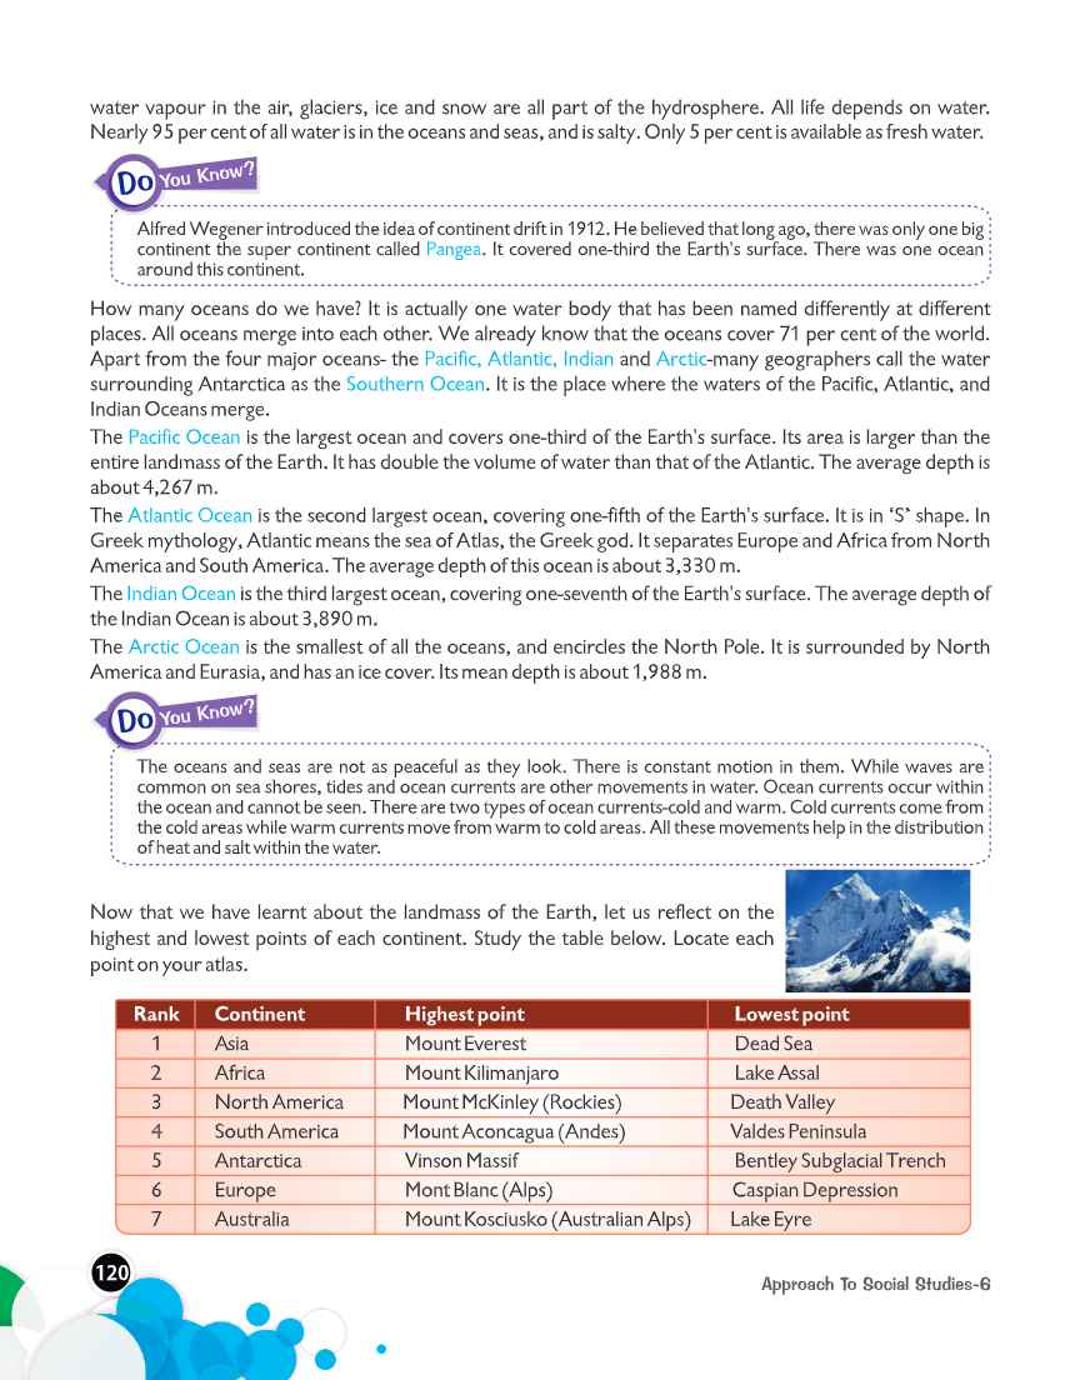 water vapour in the air, glaciers, ice and snow are all part of the hydrosphere. All life depends on water.
Nearly 95 per cent of all water is in the oceans and seas, and is salty. Only 5 per cent is available as fresh water.
Do You Know?
Alfred Wegener introduced the idea of continent drift in 1912. He believed that long ago, there was only one big
continent the super continent called Pangea. It covered one-third the Earth's surface. There was one ocean
around this continent.
How many oceans do we have? It is actually one water body that has been named differently at different
places. All oceans merge into each other. We already know that the oceans cover 71 per cent of the world.
Apart from the four major oceans- the Pacific, Atlantic, Indian and Arctic-many geographers call the water
surrounding Antarctica as the Southern Ocean. It is the place where the waters of the Pacific, Atlantic, and
Indian Oceans merge.
The Pacific Ocean is the largest ocean and covers one-third of the Earth's surface. Its area is larger than the
entire landmass of the Earth. It has double the volume of water than that of the Atlantic. The average depth is
about 4,267 m.
The Atlantic Ocean is the second largest ocean, covering one-fifth of the Earth's surface. It is in ‘S‘ shape. In
Greek mythology, Atlantic means the sea of Atlas, the Greek god. It separates Europe and Africa from North
America and South America. The average depth of this ocean is about 3,330 m.
The Indian Ocean is the third largest ocean, covering one-seventh of the Earth's surface. The average depth of
the Indian Ocean is about 3,890 m.
The Arctic Ocean is the smallest of all the oceans, and encircles the North Pole. It is surrounded by North
America and Eurasia, and has an ice cover. Its mean depth is about 1,988 m.
Do You Know?
The oceans and seas are not as peaceful as they look. There is constant motion in them. While waves are
common on sea shores, tides and ocean currents are other movements in water. Ocean currents occur within
the ocean and cannot be seen. There are two types of ocean currents-cold and warm. Cold currents come from
the cold areas while warm currents move from warm to cold areas. All these movements help in the distribution
of heat and salt within the water.
Now that we have learnt about the landmass of the Earth, let us reflect on the
highest and lowest points of each continent. Study the table below. Locate each
point on your atlas.
Rank Continent Highest point Lowest point
1 Asia Mount Everest Dead Sea
2 Africa Mount Kilimanjaro Lake Assal
3 North America Mount McKinley (Rockies) Death Valley
4 South America Mount Aconcagua (Andes) Valdes Peninsula
5 Antarctica Vinson Massif Bentley Subglacial Trench
6 Europe Mont Blanc (Alps) Caspian Depression
7 Australia Mount Kosciusko (Australian Alps) Lake Eyre
120
Approach To Social Studies-6